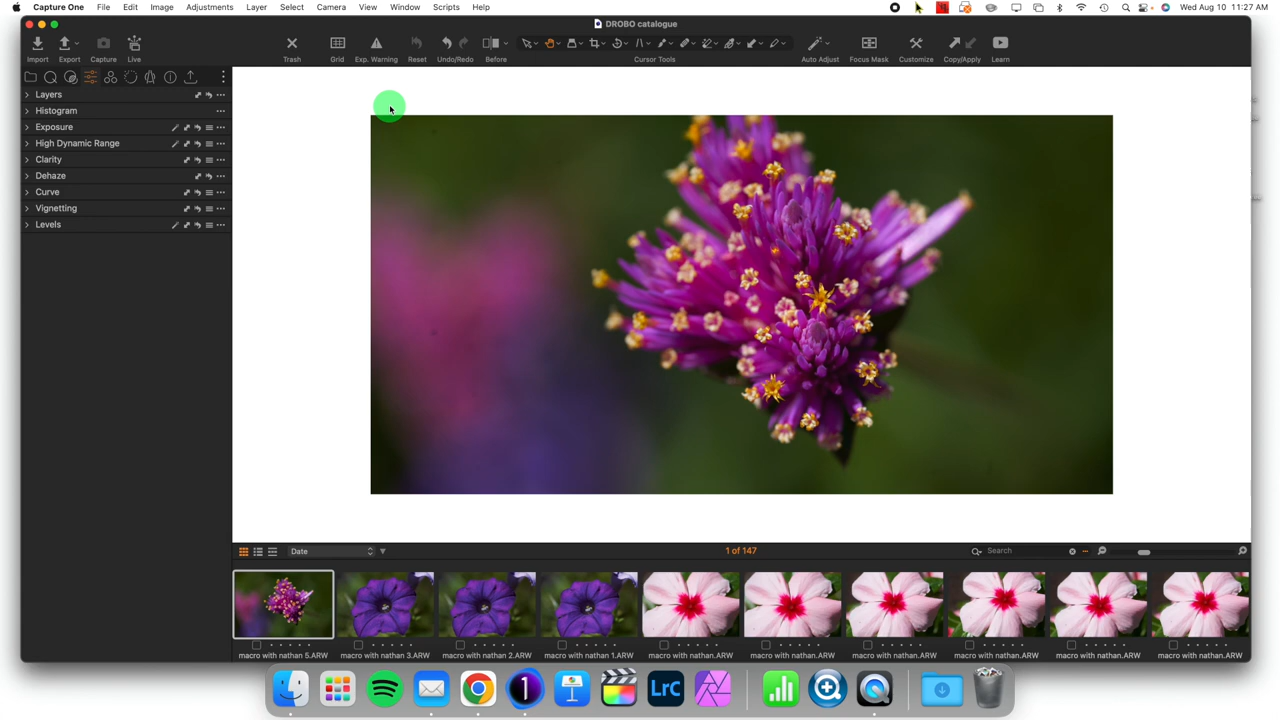 Capture One File Edit Image Adjustments Layer Select Camera View Window Scripts Help Wed Aug 10 11:27 AM
DROBO catalogue
Import Export Capture Live Trash Grid Exp. Warning Reset Undo/Redo Before Cursor Tools Auto Adjust Focus Mask Customize Copy/Apply Learn
Layers
Histogram
Exposure
High Dynamic Range
Clarity
Dehaze
Curve
Vignetting
Levels
Date 1 of 147 Search
macro with nathan 5.ARW macro with nathan 3.ARW macro with nathan 2.ARW macro with nathan 1.ARW macro with nathan.ARW macro with nathan.ARW macro with nathan.ARW macro with nathan.ARW macro with nathan.ARW macro with nathan.ARW
1 LrC